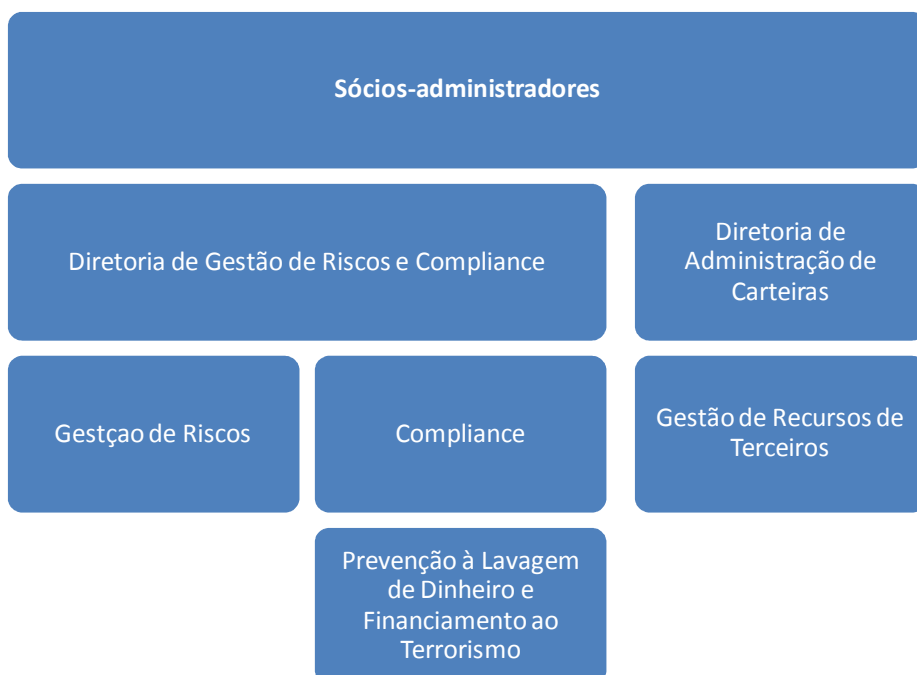 Sócios-administradores
Diretoria de Gestão de Riscos e Compliance
Diretoria de
Administração de
Carteiras
Gestçao de Riscos
Compliance
Gestão de Recursos de
Terceiros
Prevenção à Lavagem
de Dinheiro e
Financiamento ao
Terrorismo